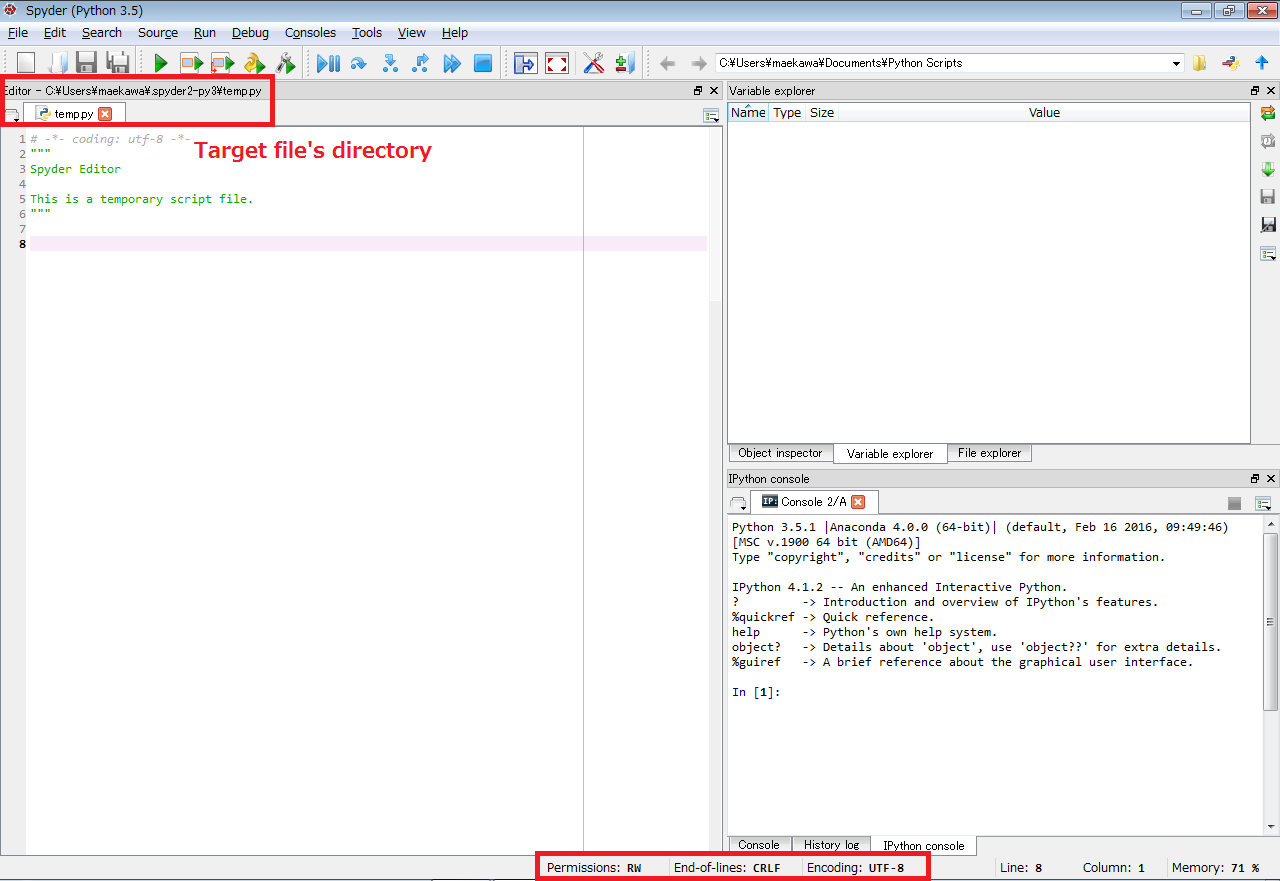 Spyder (Python 3.5)
File Edit Search Source Run Debug Consoles Tools View Help
C:¥Users¥maekawa¥Documents¥Python Scripts
Editor - C:¥Users¥maekawa¥.spyder2-py3¥temp.py
temp.py
Target file's directory
1 # -*- coding: utf-8 -*-
2 """
3 Spyder Editor
4
5 This is a temporary script file.
6 """
7
8
Variable explorer
Name Type Size Value
Object inspector Variable explorer File explorer
IPython console
IP: Console 2/A
Python 3.5.1 |Anaconda 4.0.0 (64-bit)| (default, Feb 16 2016, 09:49:46)
[MSC v.1900 64 bit (AMD64)]
Type "copyright", "credits" or "license" for more information.
IPython 4.1.2 -- An enhanced Interactive Python.
? -> Introduction and overview of IPython's features.
%quickref -> Quick reference.
help -> Python's own help system.
object? -> Details about 'object', use 'object??' for extra details.
%guiref -> A brief reference about the graphical user interface.
In [1]:
Console History log IPython console
Permissions: RW End-of-lines: CRLF Encoding: UTF-8 Line: 8 Column: 1 Memory: 71 %